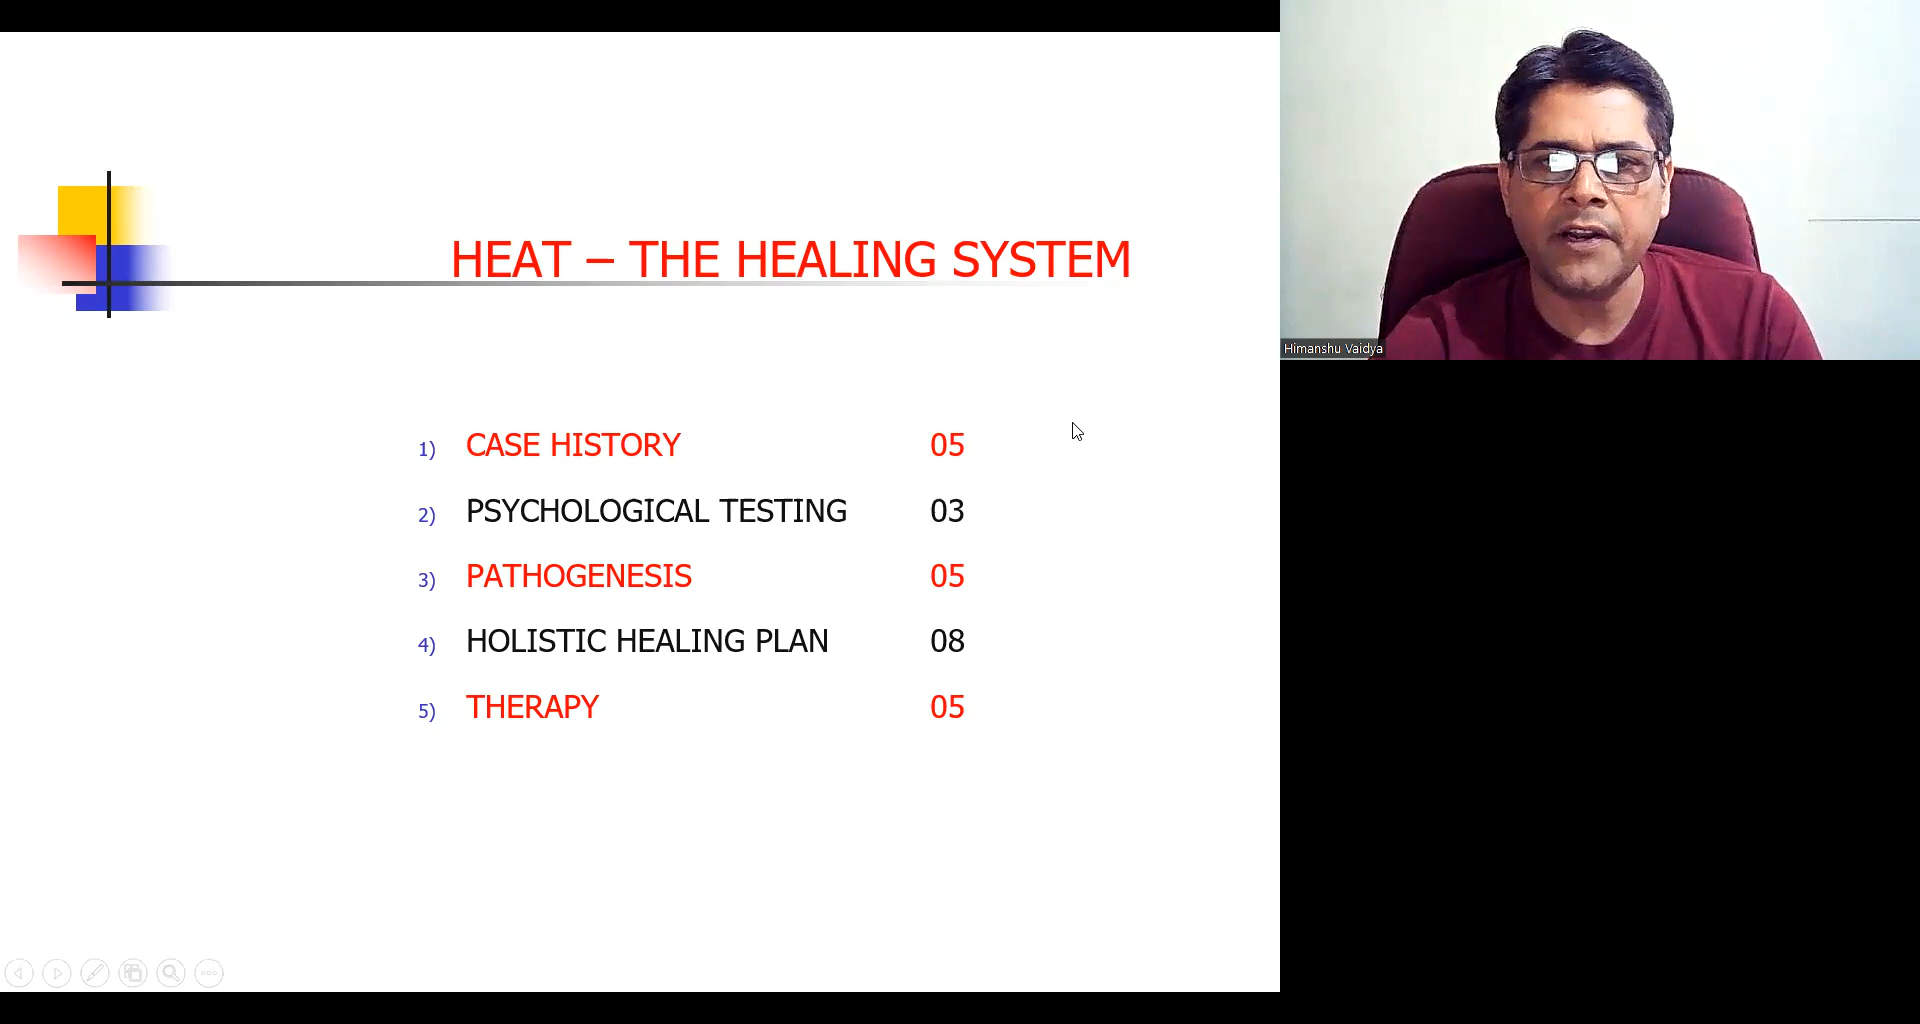 HEAT – THE HEALING SYSTEM
1) CASE HISTORY 05
2) PSYCHOLOGICAL TESTING 03
3) PATHOGENESIS 05
4) HOLISTIC HEALING PLAN 08
5) THERAPY 05
Himanshu Vaidya